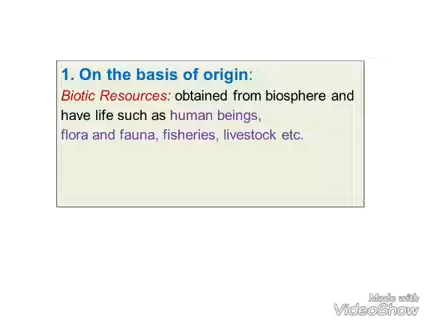 1. On the basis of origin:
Biotic Resources: obtained from biosphere and
have life such as human beings,
flora and fauna, fisheries, livestock etc.
Made with
VideoShow